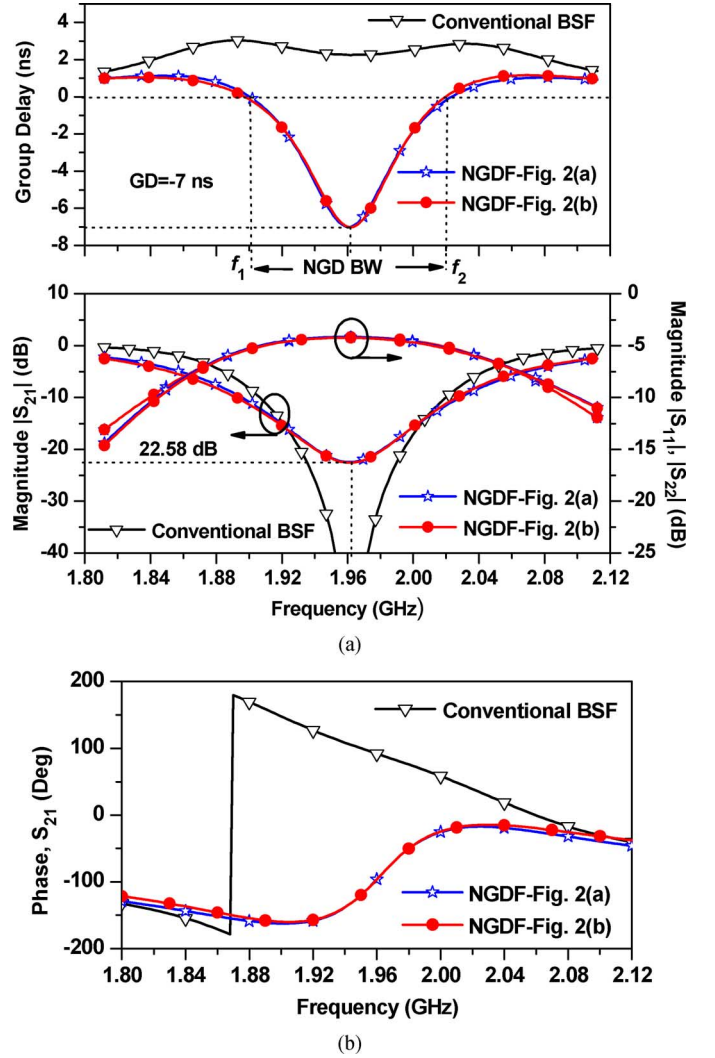 Conventional BSF
Group Delay (ns)
4
2
0
-2
-4
-6
-8
GD=-7 ns
NGDF-Fig. 2(a)
NGDF-Fig. 2(b)
f1
NGD BW
f2
Magnitude |S21| (dB)
10
0
-10
-20
-30
-40
0
-5
-10
-15
-20
-25
Magnitude |S11|, |S22| (dB)
22.58 dB
NGDF-Fig. 2(a)
Conventional BSF
NGDF-Fig. 2(b)
1.80 1.84 1.88 1.92 1.96 2.00 2.04 2.08 2.12
Frequency (GHz)
(a)
Phase, S21 (Deg)
200
100
0
-100
-200
Conventional BSF
NGDF-Fig. 2(a)
NGDF-Fig. 2(b)
1.80 1.84 1.88 1.92 1.96 2.00 2.04 2.08 2.12
Frequency (GHz)
(b)